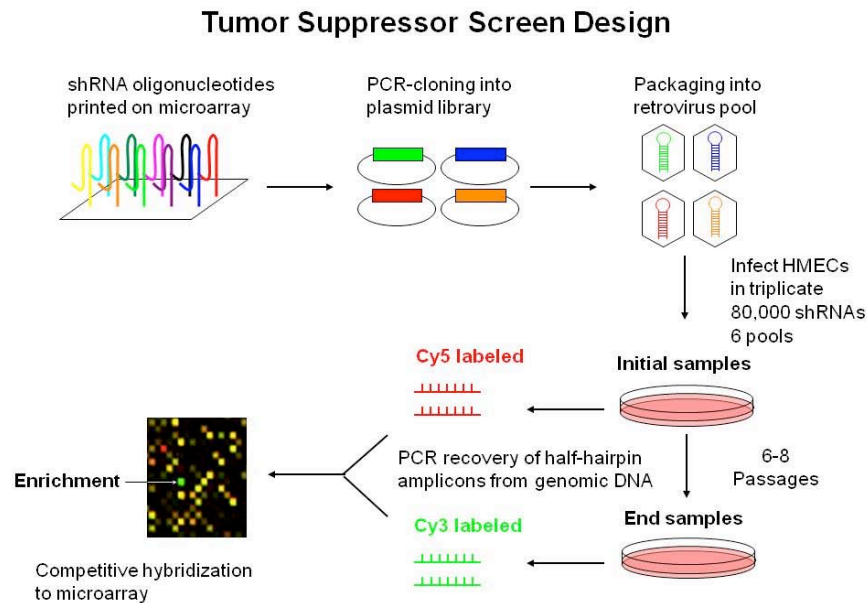 Tumor Suppressor Screen Design
shRNA oligonucleotides
printed on microarray
PCR-cloning into
plasmid library
Packaging into
retrovirus pool
Infect HMECs
in triplicate
80,000 shRNAs
6 pools
Cy5 labeled
Initial samples
PCR recovery of half-hairpin
amplicons from genomic DNA
6-8
Passages
Enrichment
Cy3 labeled
End samples
Competitive hybridization
to microarray